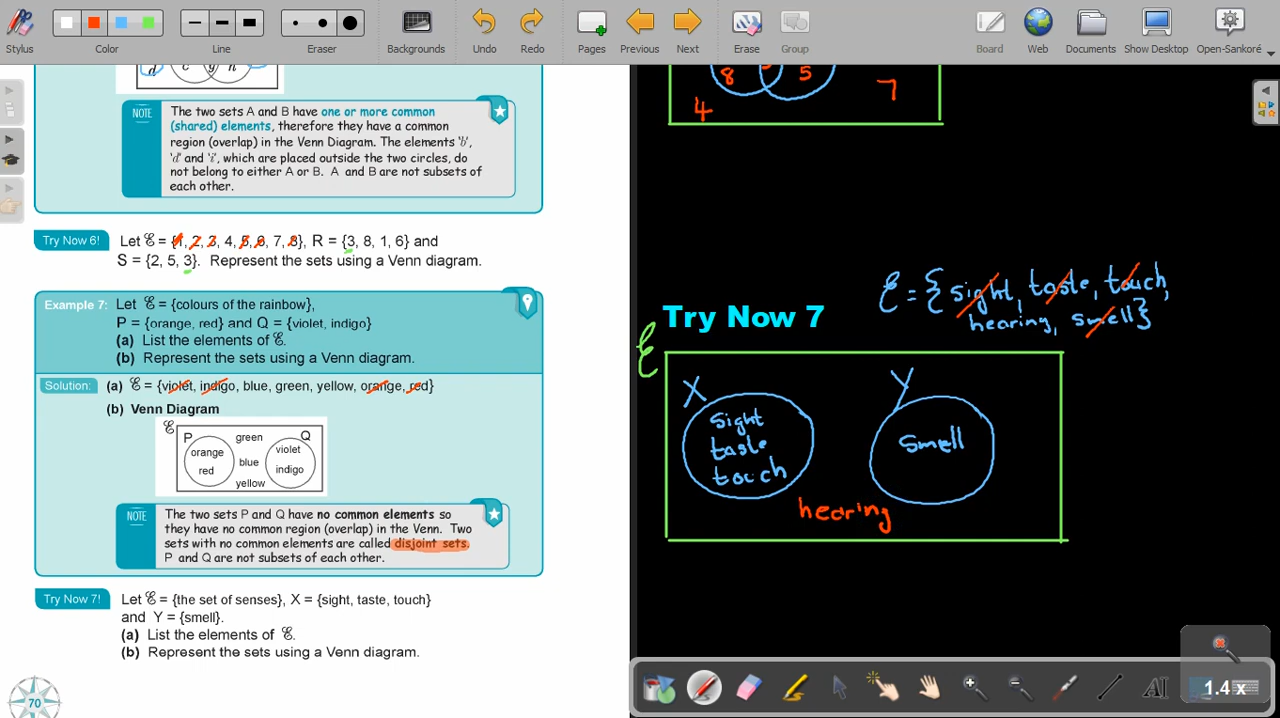 Stylus
Color
Line
Eraser
Backgrounds
Undo
Redo
Pages
Previous
Next
Erase
Group
Board
Web
Documents
Show Desktop
Open-Sankoré
d c y h
NOTE
The two sets A and B have one or more common
(shared) elements, therefore they have a common
region (overlap) in the Venn Diagram. The elements 'b',
'd' and 'i', which are placed outside the two circles, do
not belong to either A or B. A and B are not subsets of
each other.
Try Now 6! Let ℰ = {1, 2, 3, 4, 5, 6, 7, 8}, R = {3, 8, 1, 6} and
S = {2, 5, 3}. Represent the sets using a Venn diagram.
Example 7: Let ℰ = {colours of the rainbow},
P = {orange, red} and Q = {violet, indigo}
(a) List the elements of ℰ.
(b) Represent the sets using a Venn diagram.
Solution: (a) ℰ = {violet, indigo, blue, green, yellow, orange, red}
(b) Venn Diagram
ℰ
P green Q
orange violet
blue
red indigo
yellow
NOTE
The two sets P and Q have no common elements so
they have no common region (overlap) in the Venn. Two
sets with no common elements are called disjoint sets.
P and Q are not subsets of each other.
Try Now 7! Let ℰ = {the set of senses}, X = {sight, taste, touch}
and Y = {smell}.
(a) List the elements of ℰ.
(b) Represent the sets using a Venn diagram.
70
8 5
4 7
ℰ = {sight, taste, touch,
hearing, smell}
Try Now 7
ℰ
X Y
sight
taste
touch
smell
hearing
1.4 x
AI